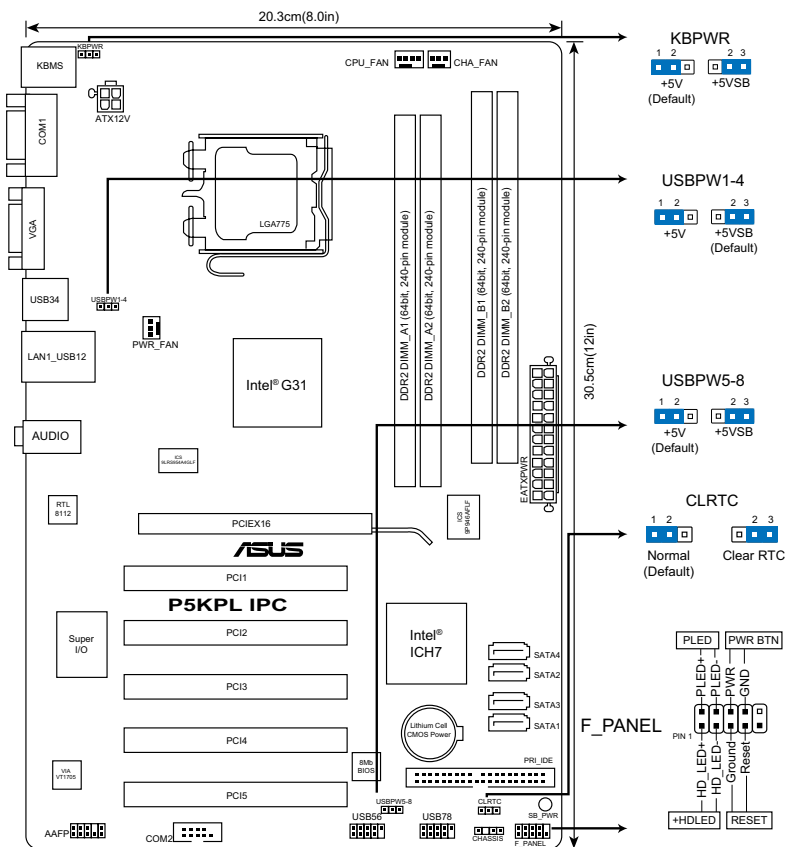 20.3cm(8.0in)
KBPWR
KBMS
CPU_FAN
CHA_FAN
ATX12V
COM1
VGA
LGA775
DDR2 DIMM_A1 (64bit, 240-pin module)
DDR2 DIMM_A2 (64bit, 240-pin module)
DDR2 DIMM_B1 (64bit, 240-pin module)
DDR2 DIMM_B2 (64bit, 240-pin module)
30.5cm(12in)
USB34
USBPW1-4
PWR_FAN
LAN1_USB12
Intel® G31
EATXPWR
AUDIO
RTL
8112
ICS
9P946AFLF
PCIEX16
ASUS
PCI1
P5KPL IPC
PCI2
Super
I/O
Intel®
ICH7
SATA4
SATA2
SATA3
SATA1
PCI3
PCI4
Lithium Cell
CMOS Power
VIA
VT1705
8Mb
BIOS
PRI_IDE
PCI5
USBPW5-8
CLRTC
SB_PWR
AAFP
COM2
USB56
USB78
CHASSIS
F_PANEL
KBPWR
1 2
2 3
+5V
(Default)
+5VSB
USBPW1-4
1 2
2 3
+5V
+5VSB
(Default)
USBPW5-8
1 2
2 3
+5V
(Default)
+5VSB
CLRTC
1 2
2 3
Normal
(Default)
Clear RTC
F_PANEL
PLED
PWR BTN
PLED+
PLED-
PWR
GND
PIN 1
HD_LED+
HD_LED-
Ground
Reset
+HDLED
RESET